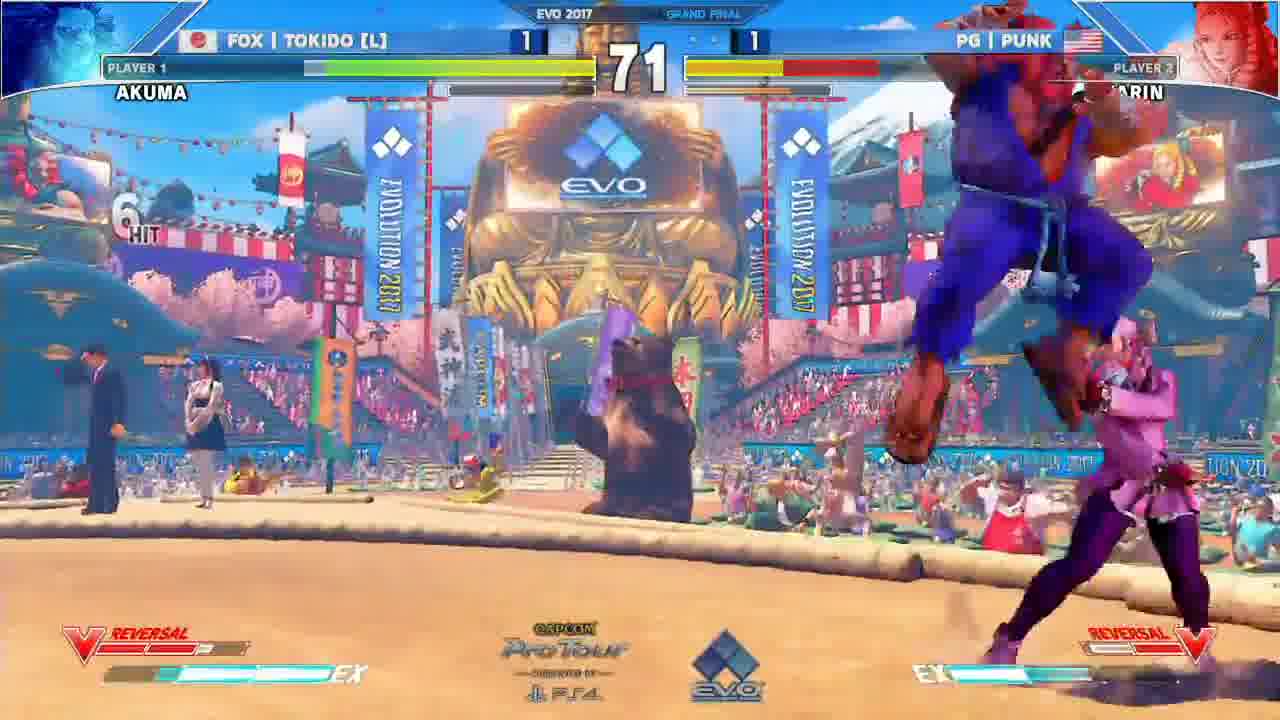 EVO 2017
GRAND FINAL
FOX | TOKIDO [L]
1
71
1
PG | PUNK
PLAYER 1
PLAYER 2
AKUMA
ARIN
EVO
EVOLUTION 2017
EVOLUTION 2017
6
HIT
REVERSAL
EX
CAPCOM
Pro Tour
PS4
EVO
REVERSAL
EX